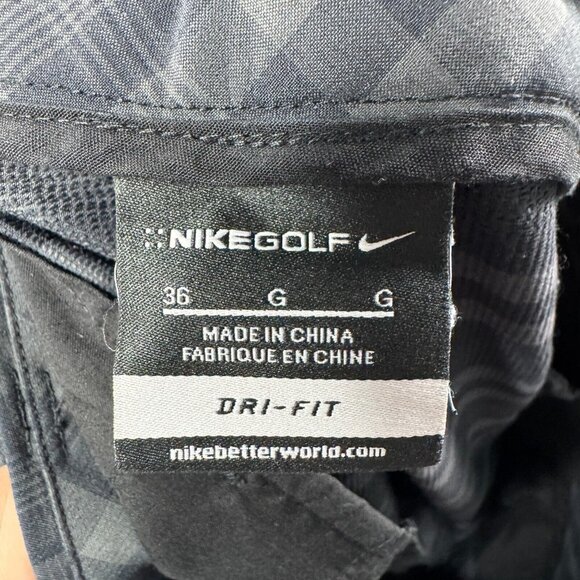 NIKEGOLF
36 G G
MADE IN CHINA
FABRIQUE EN CHINE
DRI-FIT
nikebetterworld.com